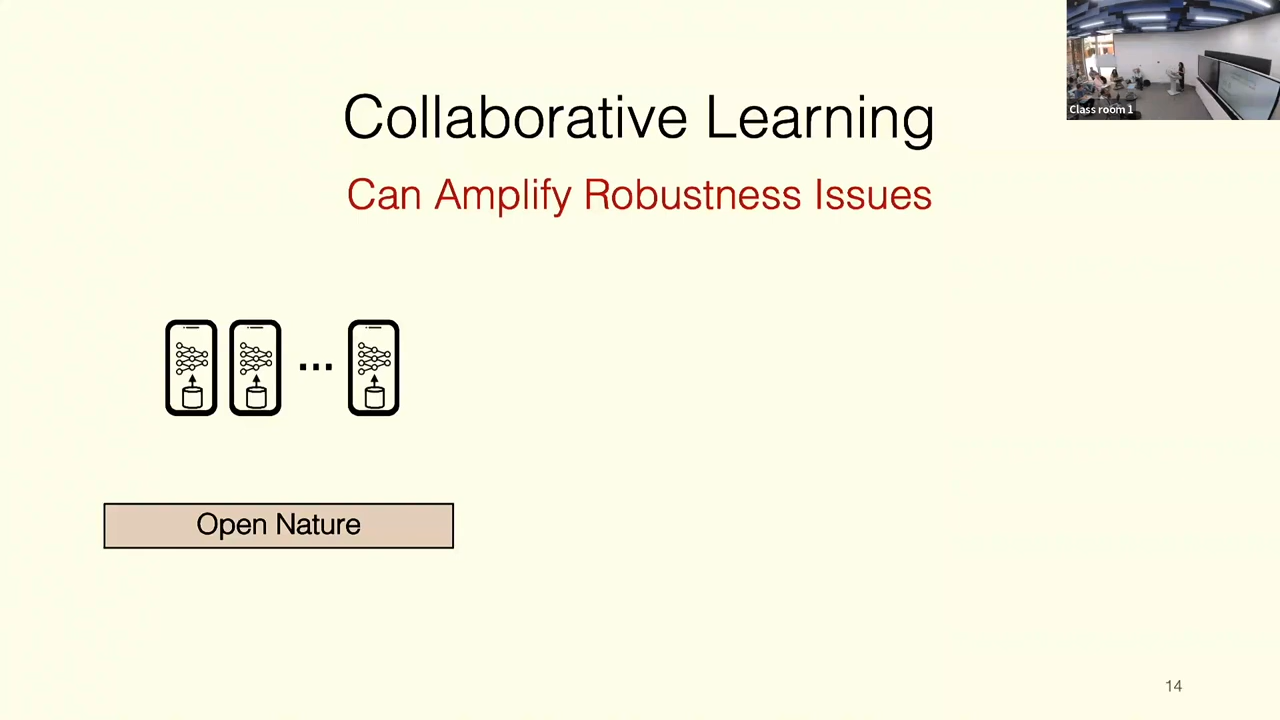 Class room 1
Collaborative Learning
Can Amplify Robustness Issues
...
Open Nature
14